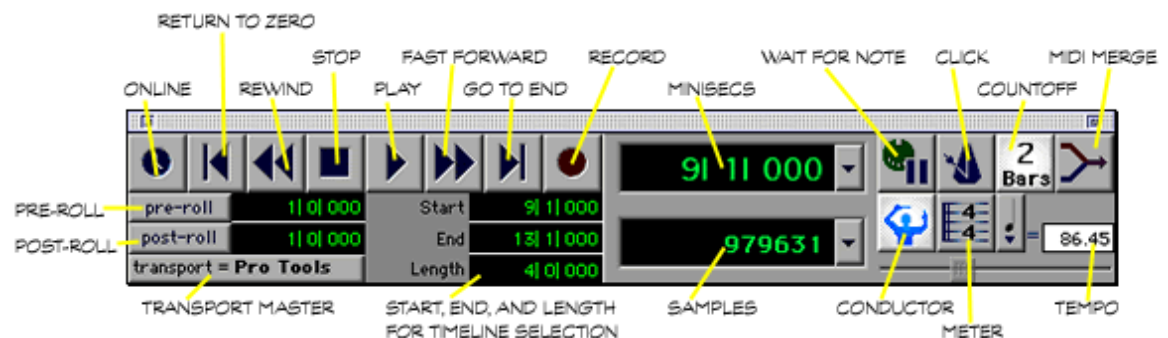 RETURN TO ZERO
STOP
FAST FORWARD
RECORD
WAIT FOR NOTE
CLICK
MIDI MERGE
ONLINE
REWIND
PLAY
GO TO END
MINISECS
COUNTOFF
9| 1| 000
2
Bars
PRE-ROLL
pre-roll
1| 0| 000
Start
9| 1| 000
POST-ROLL
post-roll
1| 0| 000
End
13| 1| 000
979631
4
4
=
86.45
transport = Pro Tools
Length
4| 0| 000
TRANSPORT MASTER
START, END, AND LENGTH
FOR TIMELINE SELECTION
SAMPLES
CONDUCTOR
METER
TEMPO